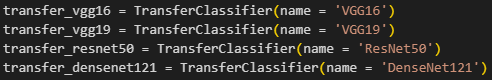 transfer_vgg16 = TransferClassifier(name = 'VGG16')
transfer_vgg19 = TransferClassifier(name = 'VGG19')
transfer_resnet50 = TransferClassifier(name = 'ResNet50')
transfer_densenet121 = TransferClassifier(name = 'DenseNet121')